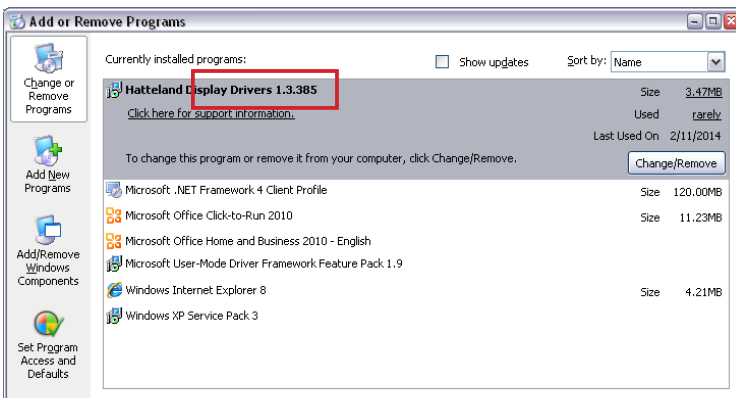 Add or Remove Programs
Change or
Remove
Programs
Add New
Programs
Add/Remove
Windows
Components
Set Program
Access and
Defaults
Currently installed programs:
Show updates
Sort by: Name
Hatteland Display Drivers 1.3.385
Size 3.47MB
Click here for support information.
Used rarely
Last Used On 2/11/2014
To change this program or remove it from your computer, click Change/Remove.
Change/Remove
Microsoft .NET Framework 4 Client Profile
Size 120.00MB
Microsoft Office Click-to-Run 2010
Size 11.23MB
Microsoft Office Home and Business 2010 - English
Microsoft User-Mode Driver Framework Feature Pack 1.9
Windows Internet Explorer 8
Size 4.21MB
Windows XP Service Pack 3